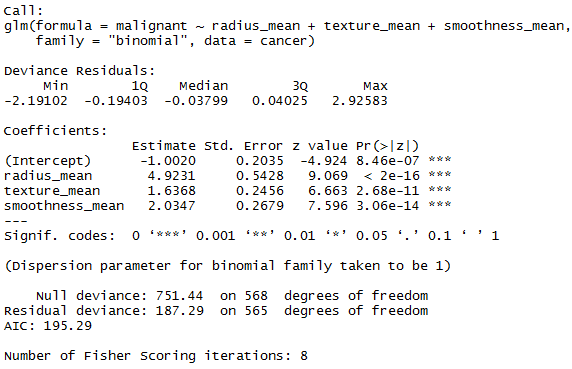 Call:
glm(formula = malignant ~ radius_mean + texture_mean + smoothness_mean,
    family = "binomial", data = cancer)

Deviance Residuals:
     Min       1Q   Median       3Q      Max
-2.19102 -0.19403 -0.03799  0.04025  2.92583

Coefficients:
                Estimate Std. Error z value Pr(>|z|)
(Intercept)      -1.0020     0.2035  -4.924 8.46e-07 ***
radius_mean       4.9231     0.5428   9.069  < 2e-16 ***
texture_mean      1.6368     0.2456   6.663 2.68e-11 ***
smoothness_mean   2.0347     0.2679   7.596 3.06e-14 ***
---
Signif. codes:  0 ‘***’ 0.001 ‘**’ 0.01 ‘*’ 0.05 ‘.’ 0.1 ‘ ’ 1

(Dispersion parameter for binomial family taken to be 1)

    Null deviance: 751.44  on 568  degrees of freedom
Residual deviance: 187.29  on 565  degrees of freedom
AIC: 195.29

Number of Fisher Scoring iterations: 8